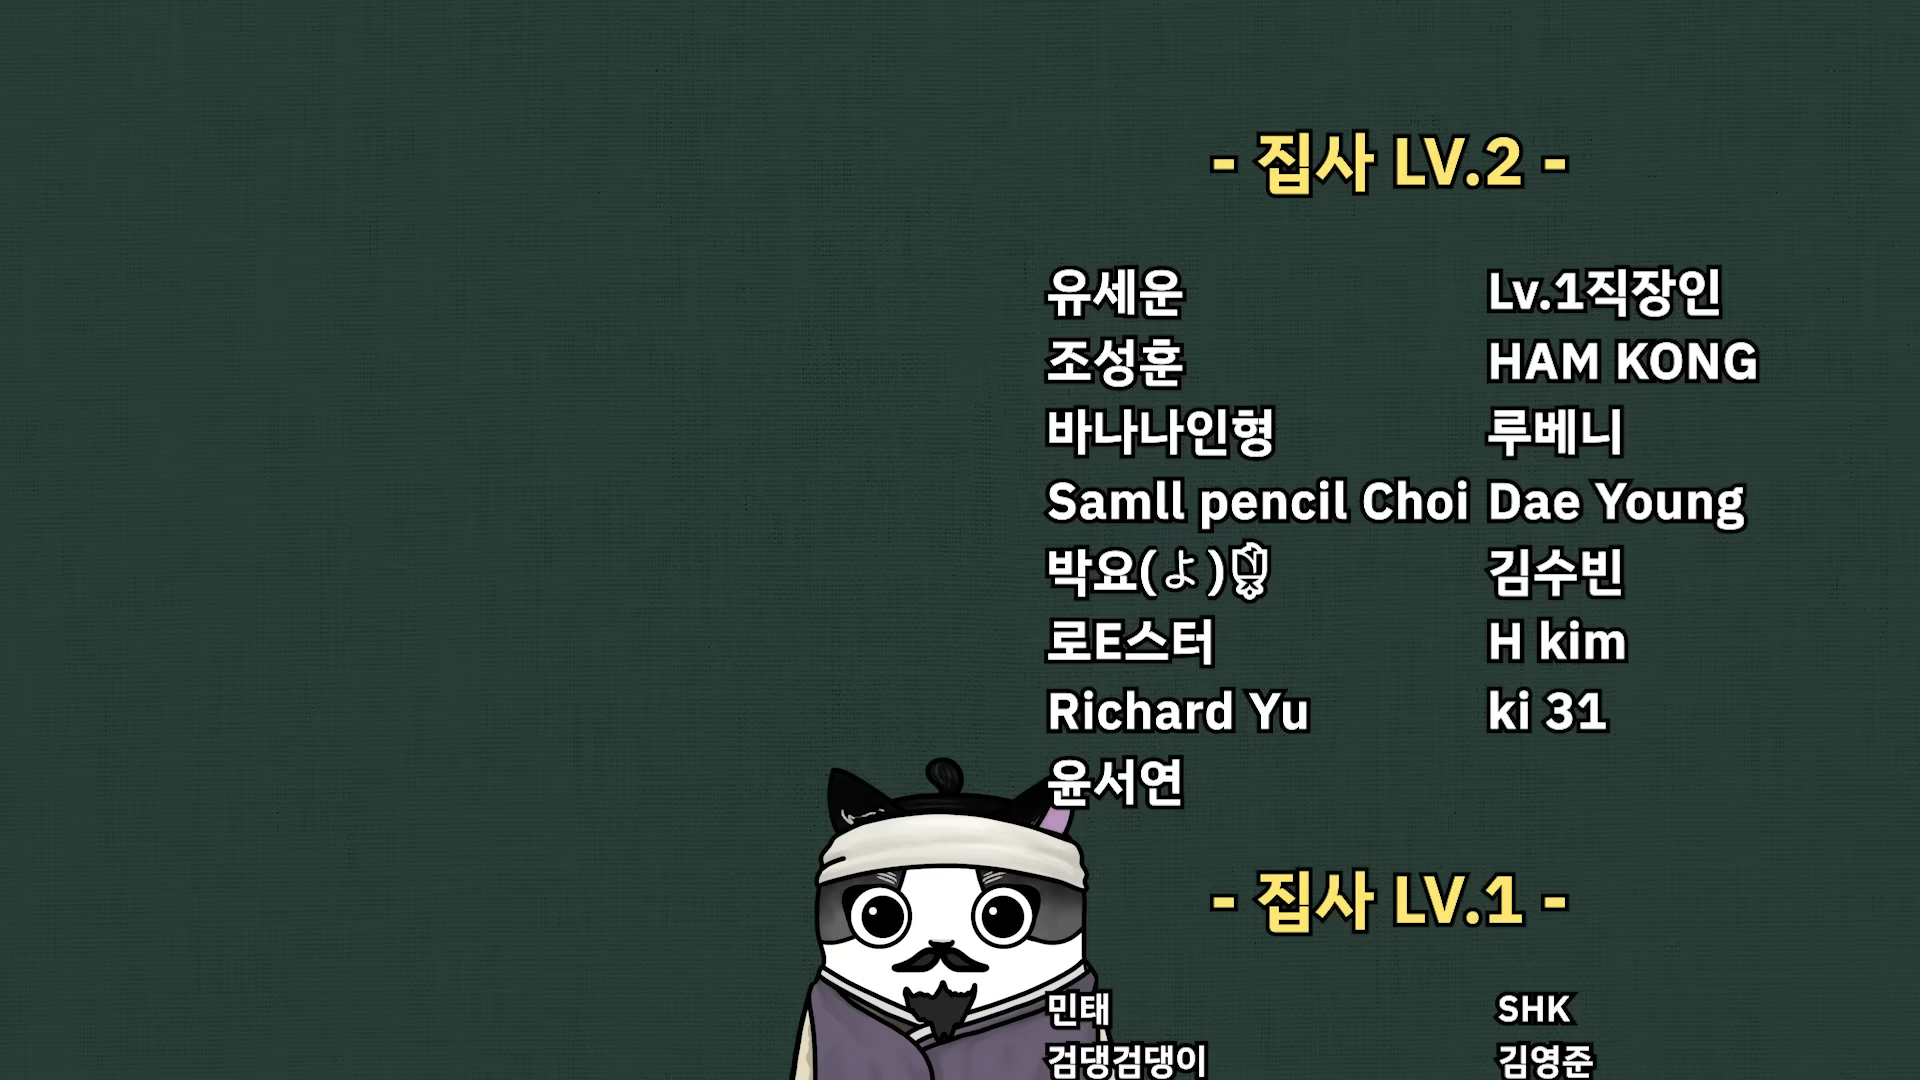 - 집사 LV.2 -
유세운 Lv.1직장인
조성훈 HAM KONG
바나나인형 루베니
Samll pencil Choi Dae Young
박요(よ) 김수빈
로E스터 H kim
Richard Yu ki 31
윤서연
- 집사 LV.1 -
민태 SHK
검댕검댕이 김영준